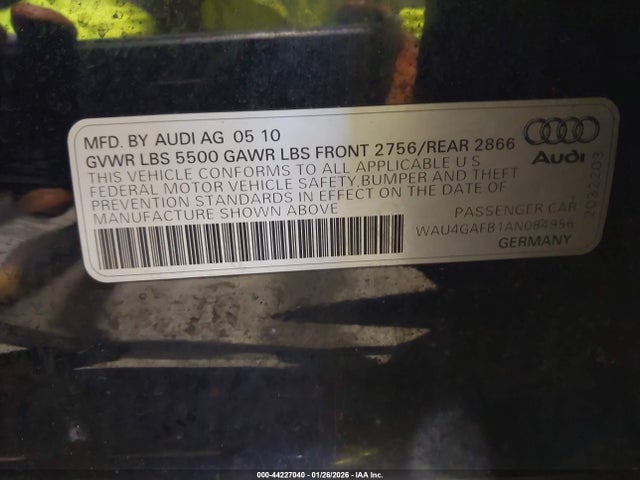 MFD. BY AUDI AG 05 10
GVWR LBS 5500 GAWR LBS FRONT 2756/REAR 2866
THIS VEHICLE CONFORMS TO ALL APPLICABLE U S
FEDERAL MOTOR VEHICLE SAFETY,BUMPER AND THEFT
PREVENTION STANDARDS IN EFFECT ON THE DATE OF
MANUFACTURE SHOWN ABOVE
Audi
PASSENGER CAR
WAU4GAFB1AN084956
GERMANY
2032203
000-44227040 - 01/26/2026 - IAA Inc.